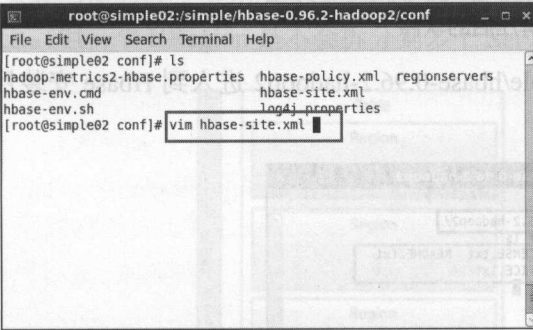 root@simple02:/simple/hbase-0.96.2-hadoop2/conf
File Edit View Search Terminal Help
[root@simple02 conf]# ls
hadoop-metrics2-hbase.properties hbase-policy.xml regionservers
hbase-env.cmd hbase-site.xml
hbase-env.sh log4j.properties
[root@simple02 conf]# vim hbase-site.xml